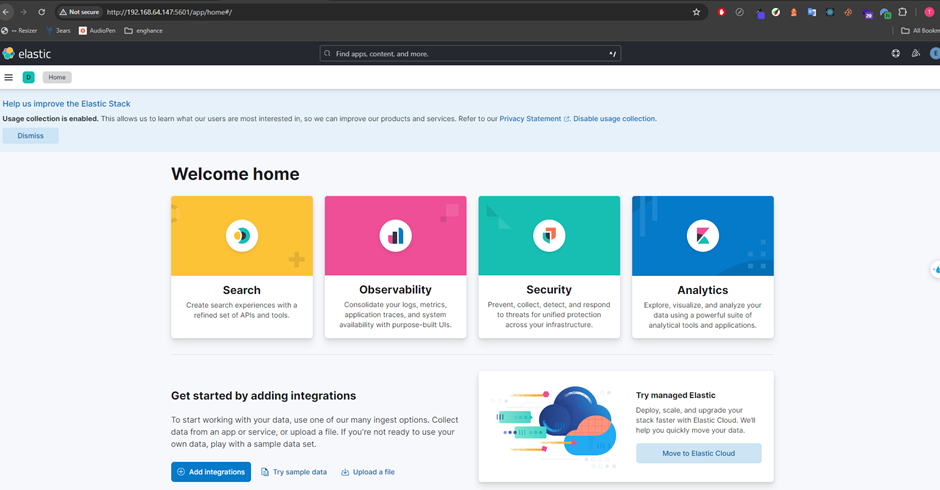 Not secure http://192.168.64.147:5601/app/home#/
Resizer 3ears AudioPen enghance All Bookm
elastic Find apps, content, and more. ^/
D Home
Help us improve the Elastic Stack
Usage collection is enabled. This allows us to learn what our users are most interested in, so we can improve our products and services. Refer to our Privacy Statement. Disable usage collection.
Dismiss
Welcome home
Search
Create search experiences with a
refined set of APIs and tools.
Observability
Consolidate your logs, metrics,
application traces, and system
availability with purpose-built UIs.
Security
Prevent, collect, detect, and respond
to threats for unified protection
across your infrastructure.
Analytics
Explore, visualize, and analyze your
data using a powerful suite of
analytical tools and applications.
Get started by adding integrations
To start working with your data, use one of our many ingest options. Collect
data from an app or service, or upload a file. If you're not ready to use your
own data, play with a sample data set.
Add integrations Try sample data Upload a file
Try managed Elastic
Deploy, scale, and upgrade your
stack faster with Elastic Cloud. We'll
help you quickly move your data.
Move to Elastic Cloud